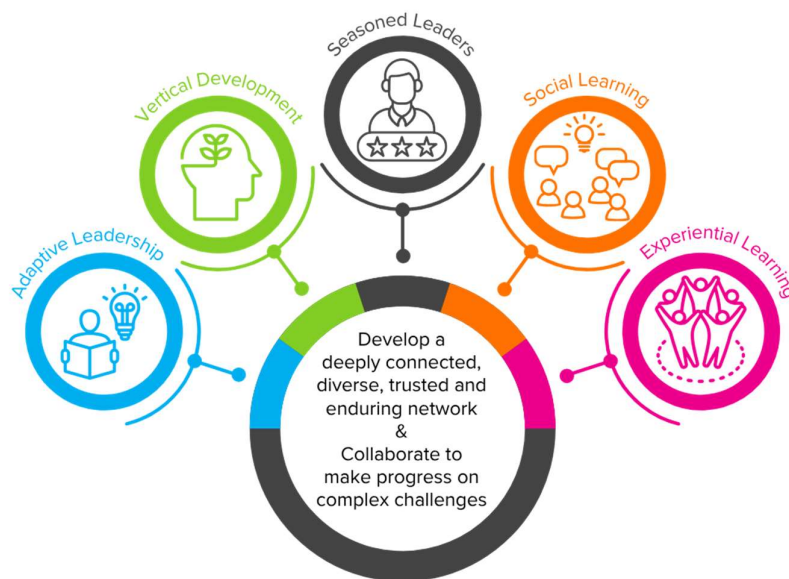 Seasoned Leaders
Vertical Development
Social Learning
Adaptive Leadership
Experiential Learning
Develop a
deeply connected,
diverse, trusted and
enduring network
&
Collaborate to
make progress on
complex challenges